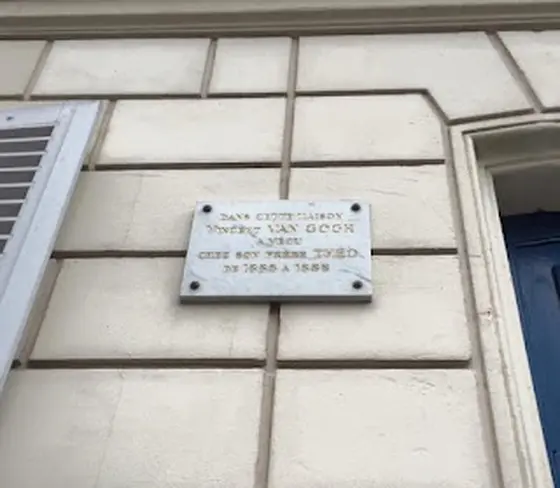 DANS CETTE MAISON
VINCENT VAN GOGH
A VÉCU
CHEZ SON FRÈRE THÉO
DE 1886 A 1888